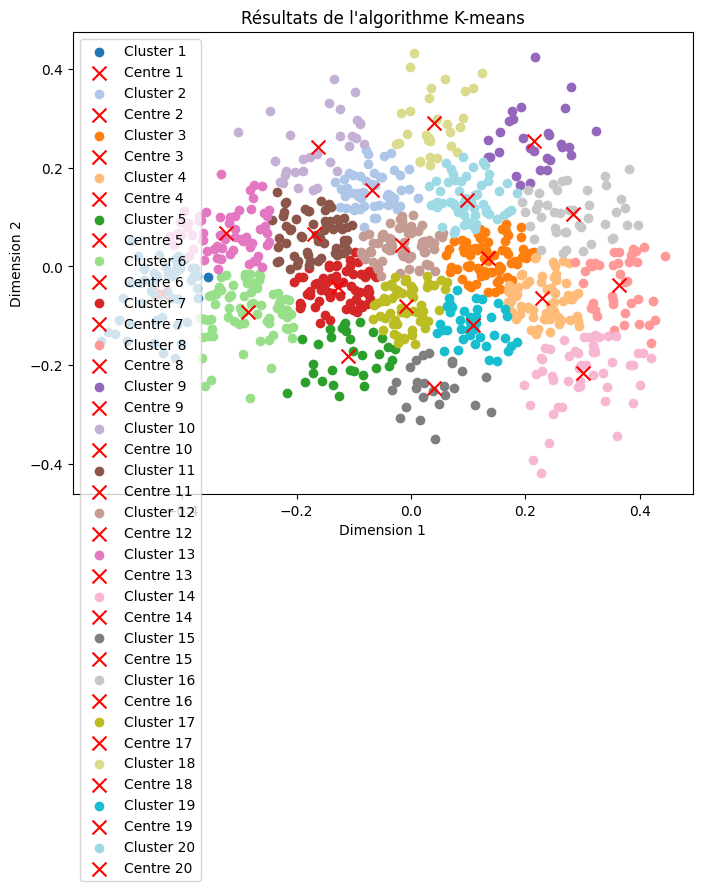 Résultats de l'algorithme K-means
Dimension 2
0.4
0.2
0.0
−0.2
−0.4
Cluster 1
Centre 1
Cluster 2
Centre 2
Cluster 3
Centre 3
Cluster 4
Centre 4
Cluster 5
Centre 5
Cluster 6
Centre 6
Cluster 7
Centre 7
Cluster 8
Centre 8
Cluster 9
Centre 9
Cluster 10
Centre 10
Cluster 11
Centre 11
Cluster 12
Centre 12
Cluster 13
Centre 13
Cluster 14
Centre 14
Cluster 15
Centre 15
Cluster 16
Centre 16
Cluster 17
Centre 17
Cluster 18
Centre 18
Cluster 19
Centre 19
Cluster 20
Centre 20
−0.4 −0.2 0.0 0.2 0.4
Dimension 1